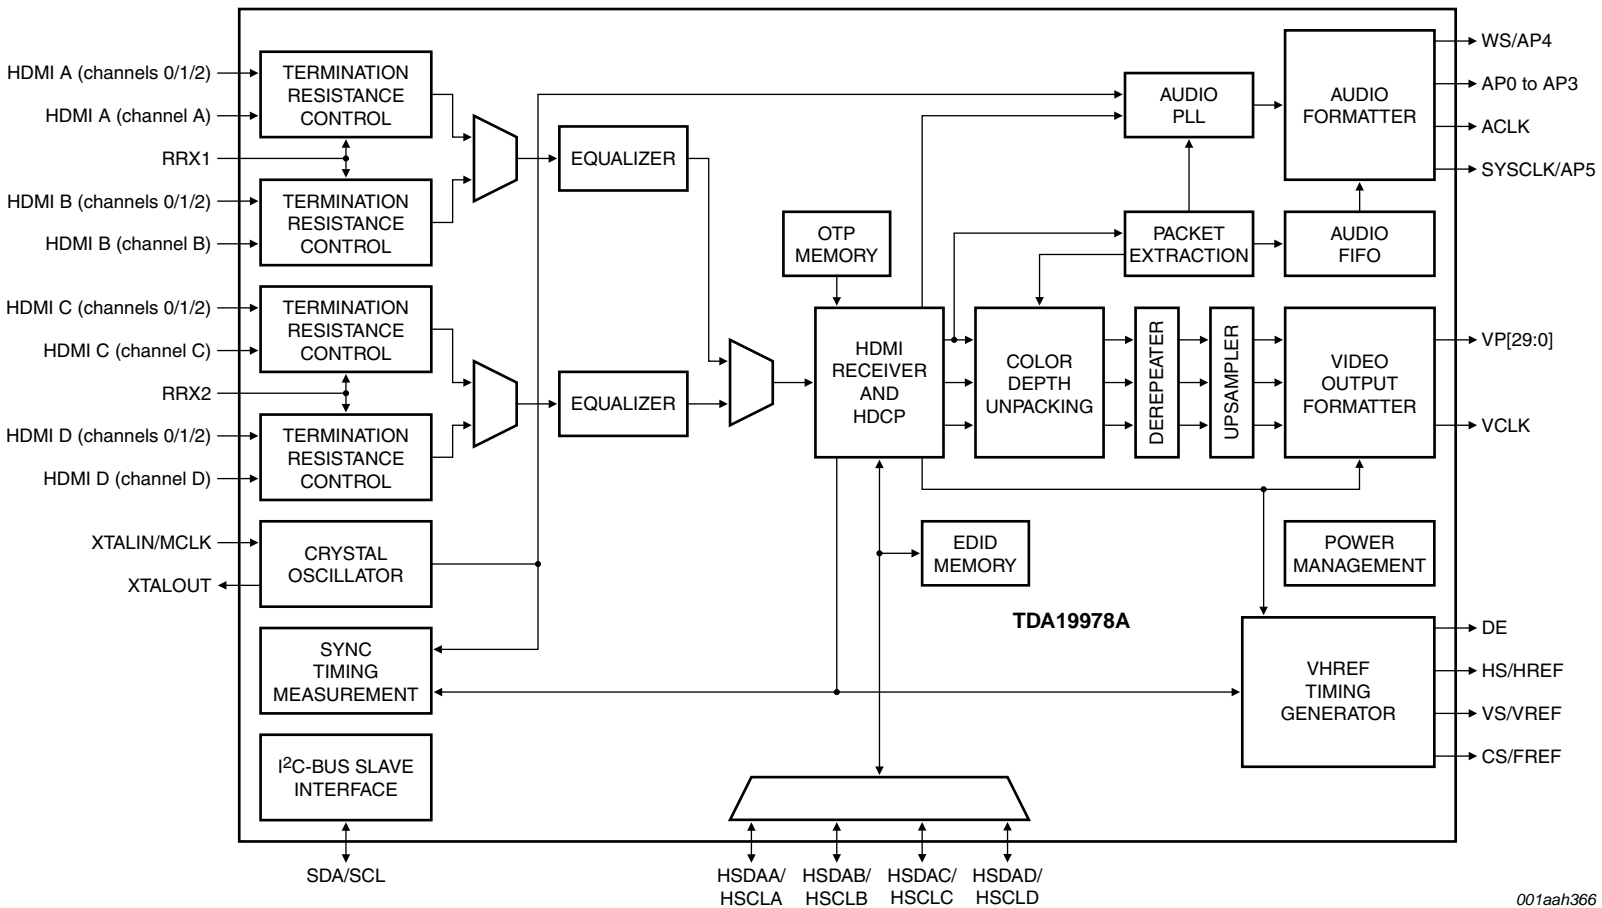 HDMI A (channels 0/1/2)
HDMI A (channel A)
RRX1
HDMI B (channels 0/1/2)
HDMI B (channel B)
HDMI C (channels 0/1/2)
HDMI C (channel C)
RRX2
HDMI D (channels 0/1/2)
HDMI D (channel D)
XTALIN/MCLK
XTALOUT
TERMINATION
RESISTANCE
CONTROL
TERMINATION
RESISTANCE
CONTROL
TERMINATION
RESISTANCE
CONTROL
TERMINATION
RESISTANCE
CONTROL
CRYSTAL
OSCILLATOR
SYNC
TIMING
MEASUREMENT
I²C-BUS SLAVE
INTERFACE
SDA/SCL
EQUALIZER
EQUALIZER
OTP
MEMORY
HDMI
RECEIVER
AND
HDCP
AUDIO
PLL
PACKET
EXTRACTION
COLOR
DEPTH
UNPACKING
DEREPEATER
UPSAMPLER
AUDIO
FORMATTER
AUDIO
FIFO
VIDEO
OUTPUT
FORMATTER
EDID
MEMORY
POWER
MANAGEMENT
TDA19978A
VHREF
TIMING
GENERATOR
WS/AP4
AP0 to AP3
ACLK
SYSCLK/AP5
VP[29:0]
VCLK
DE
HS/HREF
VS/VREF
CS/FREF
HSDAA/
HSCLA
HSDAB/
HSCLB
HSDAC/
HSCLC
HSDAD/
HSCLD
001aah366